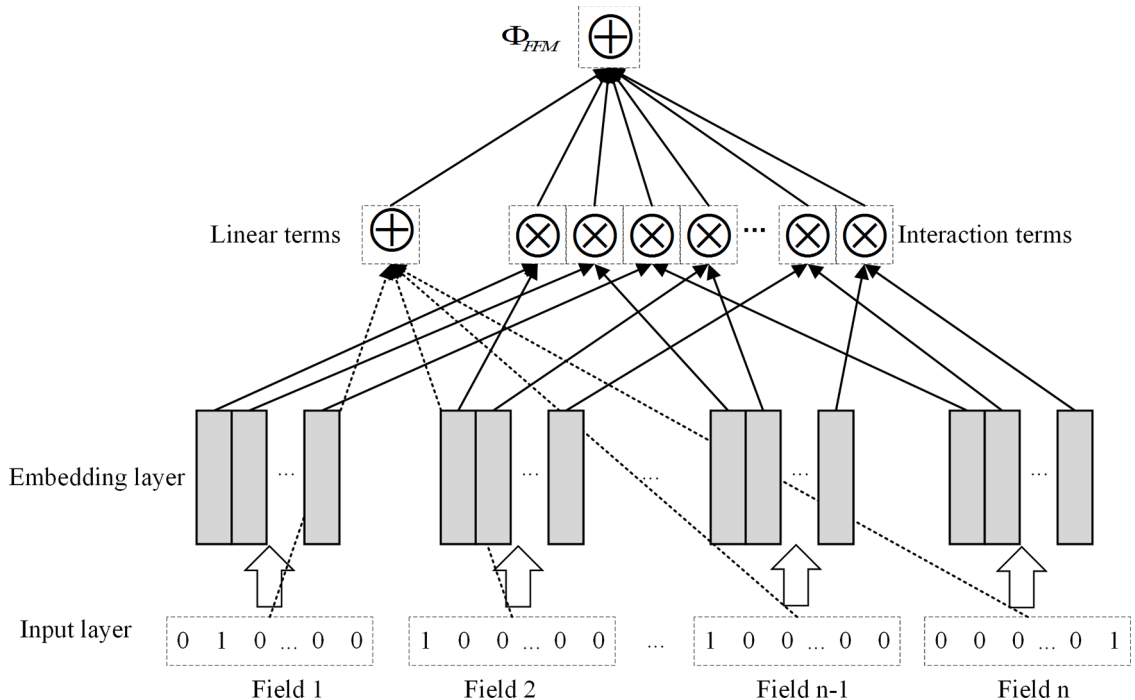 Φ_FFM
Linear terms
...
Interaction terms
Embedding layer
... ... ... ... ...
Input layer
0 1 0 ... 0 0
1 0 0 ... 0 0
...
1 0 0 ... 0 0
0 0 0 ... 0 1
Field 1
Field 2
Field n-1
Field n